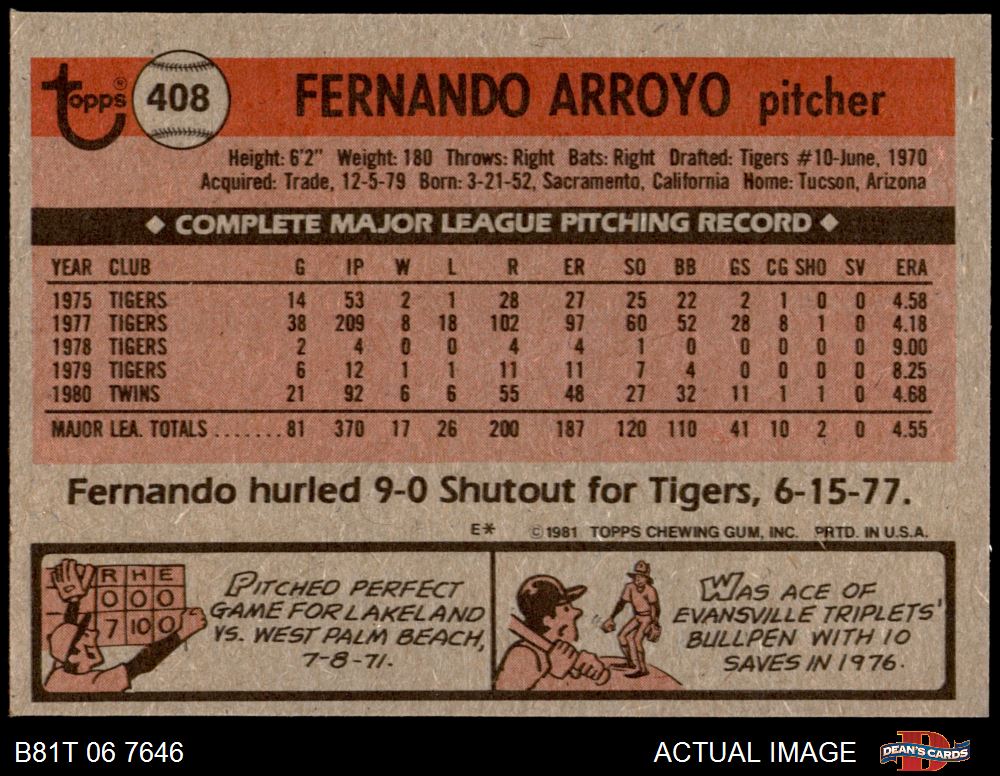 topps® 408 FERNANDO ARROYO pitcher
Height: 6'2" Weight: 180 Throws: Right Bats: Right Drafted: Tigers #10-June, 1970
Acquired: Trade, 12-5-79 Born: 3-21-52, Sacramento, California Home: Tucson, Arizona
◆ COMPLETE MAJOR LEAGUE PITCHING RECORD ◆
YEAR CLUB G IP W L R ER SO BB GS CG SHO SV ERA
1975 TIGERS 14 53 2 1 28 27 25 22 2 1 0 0 4.58
1977 TIGERS 38 209 8 18 102 97 60 52 28 8 1 0 4.18
1978 TIGERS 2 4 0 0 4 4 1 0 0 0 0 0 9.00
1979 TIGERS 6 12 1 1 11 11 7 4 0 0 0 0 8.25
1980 TWINS 21 92 6 6 55 48 27 32 11 1 1 0 4.68
MAJOR LEA. TOTALS ....... 81 370 17 26 200 187 120 110 41 10 2 0 4.55
Fernando hurled 9-0 Shutout for Tigers, 6-15-77.
E* © 1981 TOPPS CHEWING GUM, INC. PRTD. IN U.S.A.
R H E
0 0 0
7 10 0
PITCHED PERFECT
GAME FOR LAKELAND
VS. WEST PALM BEACH,
7-8-71.
WAS ACE OF
EVANSVILLE TRIPLETS'
BULLPEN WITH 10
SAVES IN 1976.
B81T 06 7646 ACTUAL IMAGE DEAN'S CARDS